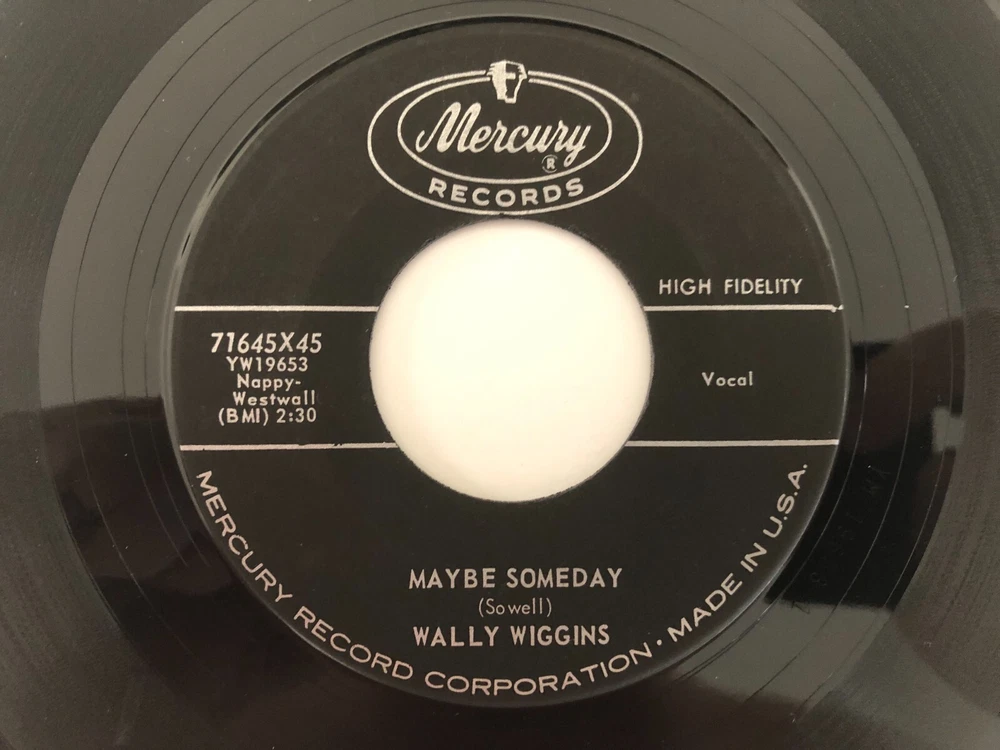 Mercury
®
RECORDS
HIGH FIDELITY
71645X45
YW19653
Nappy-
Westwall
(BMI) 2:30
Vocal
MAYBE SOMEDAY
(Sowell)
WALLY WIGGINS
MERCURY RECORD CORPORATION • MADE IN U.S.A.